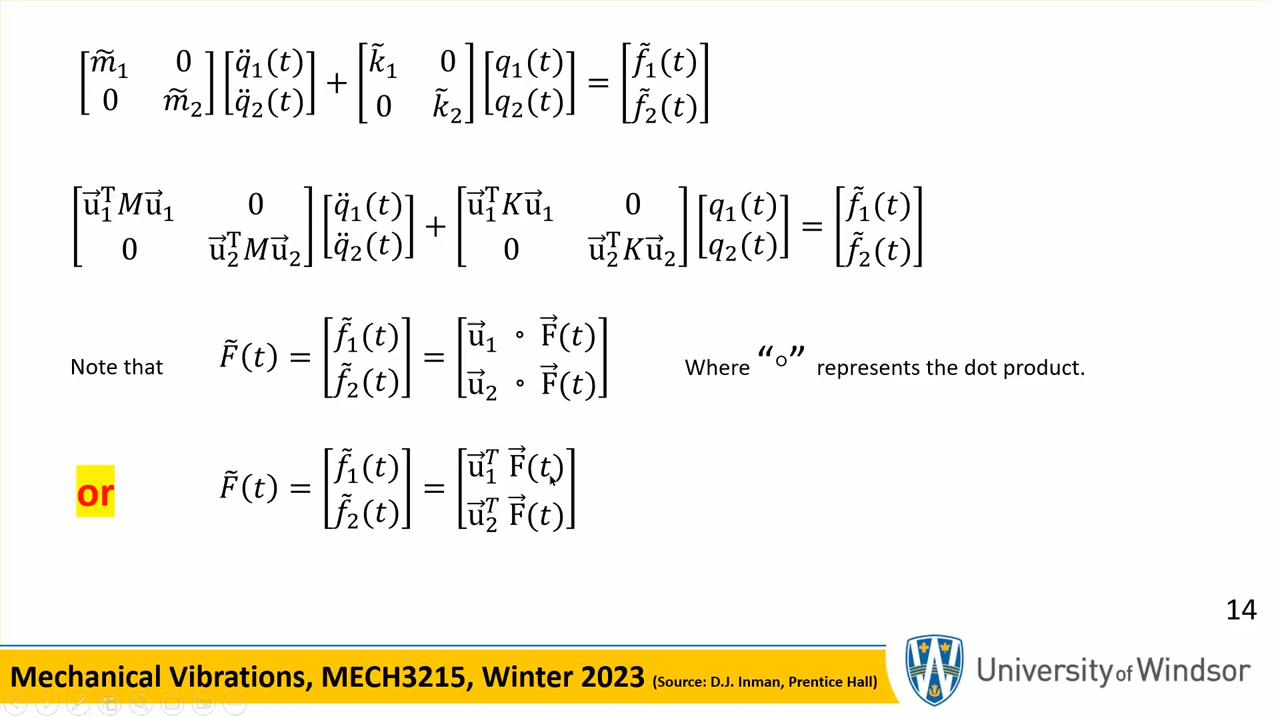 [m̃₁ 0; 0 m̃₂] [q̈₁(t); q̈₂(t)] + [k̃₁ 0; 0 k̃₂] [q₁(t); q₂(t)] = [f̃₁(t); f̃₂(t)]
[u⃗₁ᵀMu⃗₁ 0; 0 u⃗₂ᵀMu⃗₂] [q̈₁(t); q̈₂(t)] + [u⃗₁ᵀKu⃗₁ 0; 0 u⃗₂ᵀKu⃗₂] [q₁(t); q₂(t)] = [f̃₁(t); f̃₂(t)]
Note that F̃(t) = [f̃₁(t); f̃₂(t)] = [u⃗₁ ∘ F⃗(t); u⃗₂ ∘ F⃗(t)] Where “∘” represents the dot product.
or F̃(t) = [f̃₁(t); f̃₂(t)] = [u⃗₁ᵀ F⃗(t); u⃗₂ᵀ F⃗(t)]
14
Mechanical Vibrations, MECH3215, Winter 2023 (Source: D.J. Inman, Prentice Hall)
University of Windsor